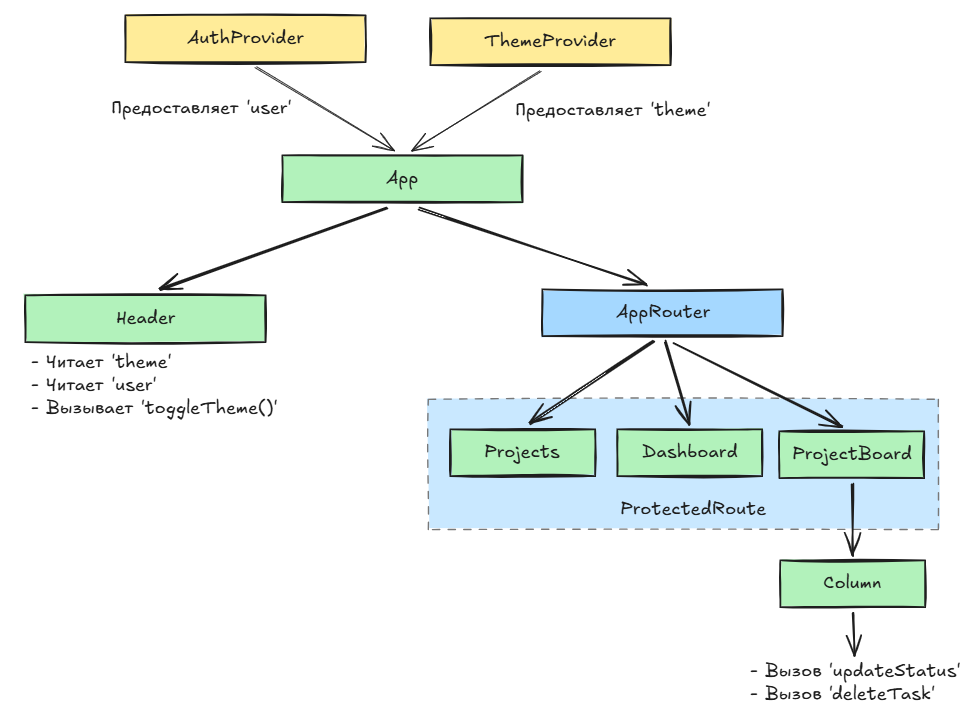 AuthProvider
ThemeProvider
Предоставляет 'user'
Предоставляет 'theme'
App
Header
AppRouter
- Читает 'theme'
- Читает 'user'
- Вызывает 'toggleTheme()'
Projects
Dashboard
ProjectBoard
ProtectedRoute
Column
- Вызов 'updateStatus'
- Вызов 'deleteTask'